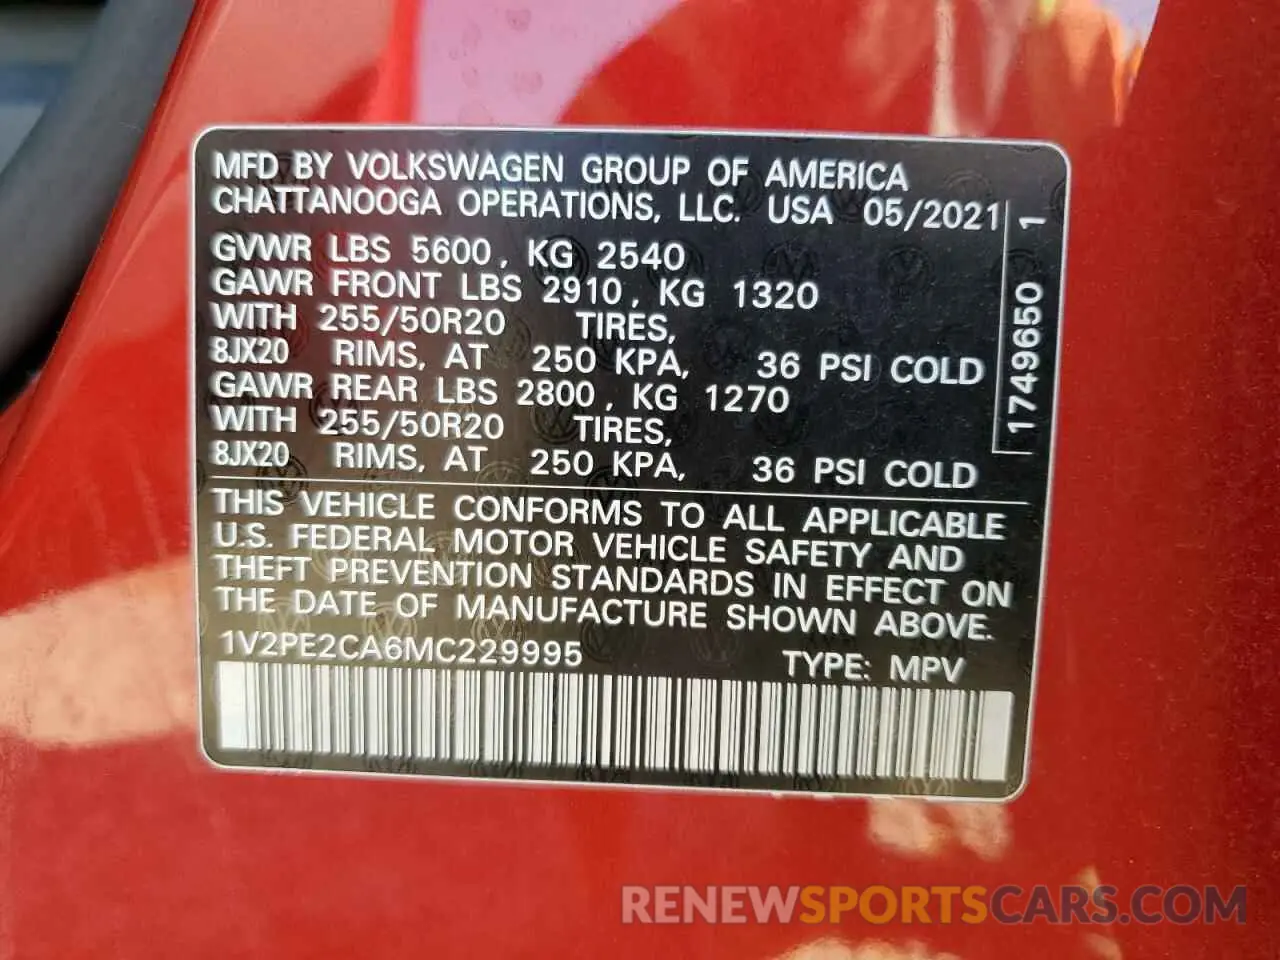 MFD BY VOLKSWAGEN GROUP OF AMERICA
CHATTANOOGA OPERATIONS, LLC. USA 05/2021
GVWR LBS 5600, KG 2540
GAWR FRONT LBS 2910, KG 1320
WITH 255/50R20 TIRES,
8JX20 RIMS, AT 250 KPA, 36 PSI COLD
GAWR REAR LBS 2800, KG 1270
WITH 255/50R20 TIRES,
8JX20 RIMS, AT 250 KPA, 36 PSI COLD
1749650 1
THIS VEHICLE CONFORMS TO ALL APPLICABLE
U.S. FEDERAL MOTOR VEHICLE SAFETY AND
THEFT PREVENTION STANDARDS IN EFFECT ON
THE DATE OF MANUFACTURE SHOWN ABOVE.
1V2PE2CA6MC229995 TYPE: MPV
RENEWSPORTSCARS.COM